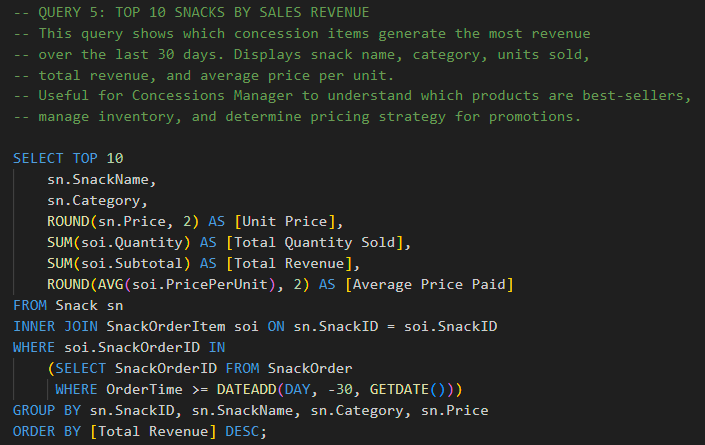 -- QUERY 5: TOP 10 SNACKS BY SALES REVENUE
-- This query shows which concession items generate the most revenue
-- over the last 30 days. Displays snack name, category, units sold,
-- total revenue, and average price per unit.
-- Useful for Concessions Manager to understand which products are best-sellers,
-- manage inventory, and determine pricing strategy for promotions.

SELECT TOP 10
    sn.SnackName,
    sn.Category,
    ROUND(sn.Price, 2) AS [Unit Price],
    SUM(soi.Quantity) AS [Total Quantity Sold],
    SUM(soi.Subtotal) AS [Total Revenue],
    ROUND(AVG(soi.PricePerUnit), 2) AS [Average Price Paid]
FROM Snack sn
INNER JOIN SnackOrderItem soi ON sn.SnackID = soi.SnackID
WHERE soi.SnackOrderID IN
    (SELECT SnackOrderID FROM SnackOrder
     WHERE OrderTime >= DATEADD(DAY, -30, GETDATE()))
GROUP BY sn.SnackID, sn.SnackName, sn.Category, sn.Price
ORDER BY [Total Revenue] DESC;